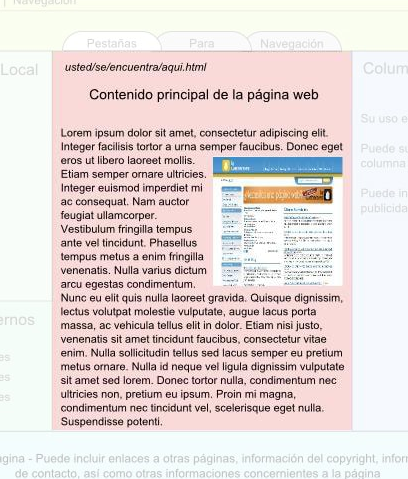 Navegación
Pestañas
Para
Navegación
Local
usted/se/encuentra/aqui.html
Colum
Contenido principal de la página web
Su uso e
Lorem ipsum dolor sit amet, consectetur adipiscing elit.
Integer facilisis tortor a urna semper faucibus. Donec eget
eros ut libero laoreet mollis.
Etiam semper ornare ultricies.
Integer euismod imperdiet mi
ac consequat. Nam auctor
feugiat ullamcorper.
Vestibulum fringilla tempus
ante vel tincidunt. Phasellus
tempus metus a enim fringilla
venenatis. Nulla varius dictum
arcu egestas condimentum.
Nunc eu elit quis nulla laoreet gravida. Quisque dignissim,
lectus volutpat molestie vulputate, augue lacus porta
massa, ac vehicula tellus elit in dolor. Etiam nisi justo,
venenatis sit amet tincidunt faucibus, consectetur vitae
enim. Nulla sollicitudin tellus sed lacus semper eu pretium
metus ornare. Nulla id neque vel ligula dignissim vulputate
sit amet sed lorem. Donec tortor nulla, condimentum nec
ultricies non, pretium eu ipsum. Proin mi magna,
condimentum nec tincidunt vel, scelerisque eget nulla.
Suspendisse potenti.
Puede su
columna
Puede in
publicida
ernos
es
es
es
agina - Puede incluir enlaces a otras páginas, información del copyright, inform
de contacto, así como otras informaciones concernientes a la página